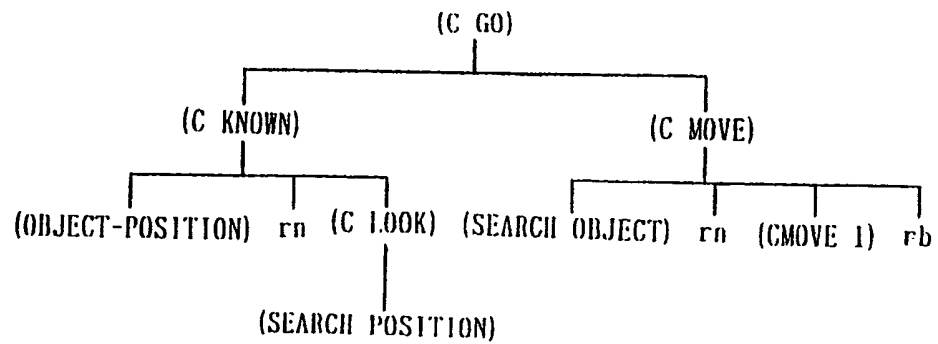 (C GO)
(C KNOWN) (C MOVE)
(OBJECT-POSITION) rn (C LOOK) (SEARCH OBJECT) rn (CMOVE 1) rb
(SEARCH POSITION)